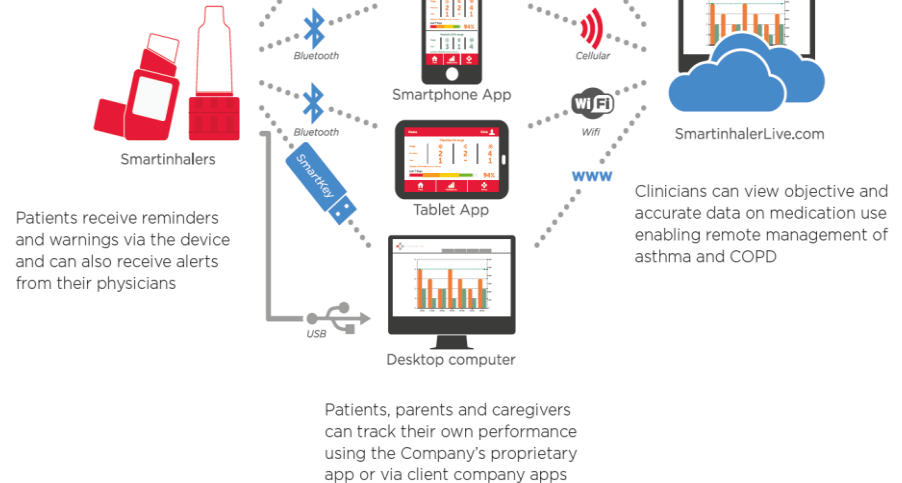 Bluetooth
Cellular
94%
Smartphone App
Bluetooth
WiFi
Wifi
SmartinhalerLive.com
Smartinhalers
SmartKey
94%
www
Tablet App
Clinicians can view objective and
accurate data on medication use
enabling remote management of
asthma and COPD
Patients receive reminders
and warnings via the device
and can also receive alerts
from their physicians
USB
Desktop computer
Patients, parents and caregivers
can track their own performance
using the Company's proprietary
app or via client company apps